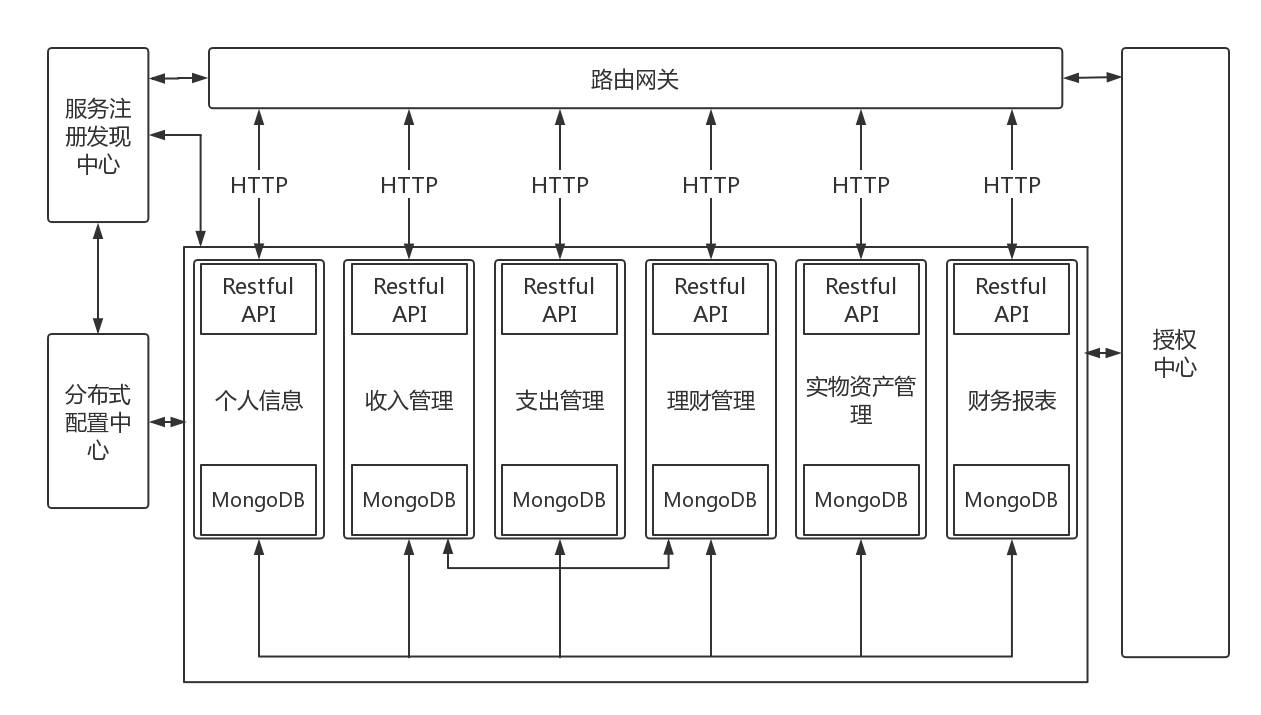 路由网关
服务注
册发现
中心
HTTP
HTTP
HTTP
HTTP
HTTP
HTTP
Restful
API
Restful
API
Restful
API
Restful
API
Restful
API
Restful
API
个人信息
收入管理
支出管理
理财管理
实物资产管
理
财务报表
MongoDB
MongoDB
MongoDB
MongoDB
MongoDB
MongoDB
分布式
配置中
心
授权
中心